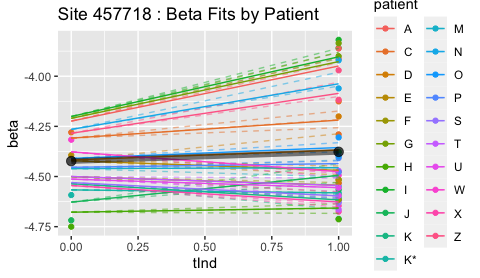 Site 457718 : Beta Fits by Patient
beta
-4.00
-4.25
-4.50
-4.75
0.00 0.25 0.50 0.75 1.00
tInd
patient
A M
C N
D O
E P
F S
G T
H U
I W
J X
K Z
K*